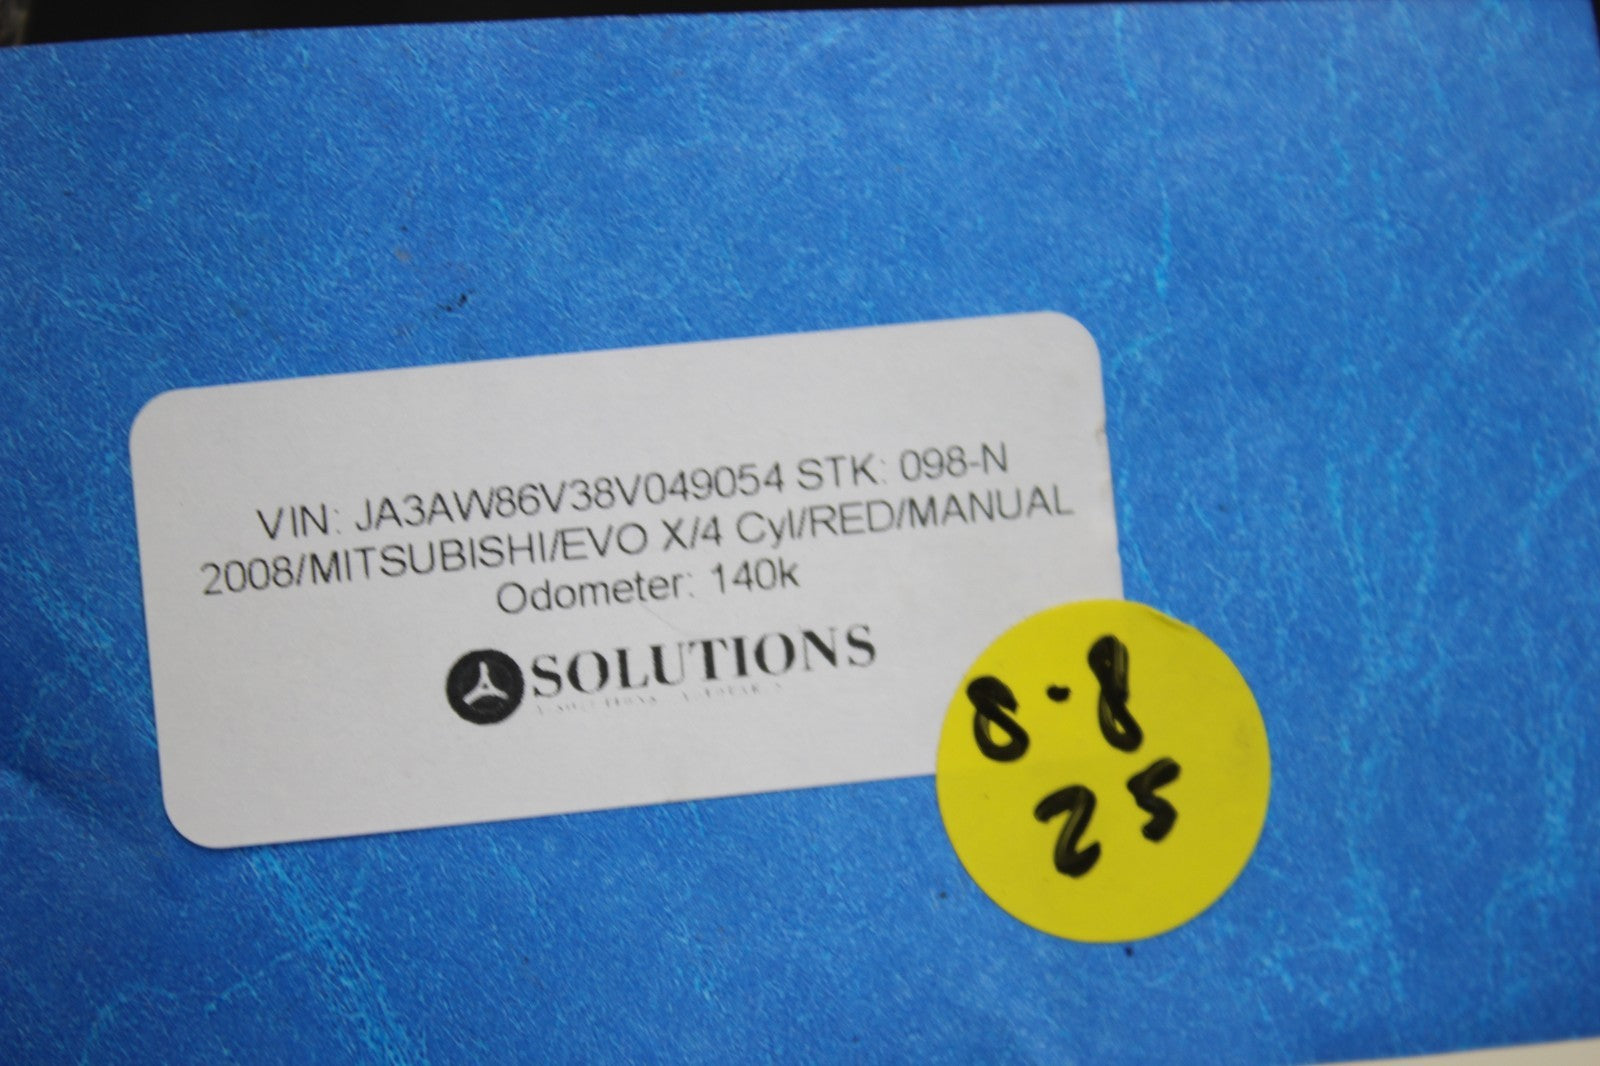 VIN: JA3AW86V38V049054 STK: 098-N
2008/MITSUBISHI/EVO X/4 Cyl/RED/MANUAL
Odometer: 140k
SOLUTIONS
8.8
25